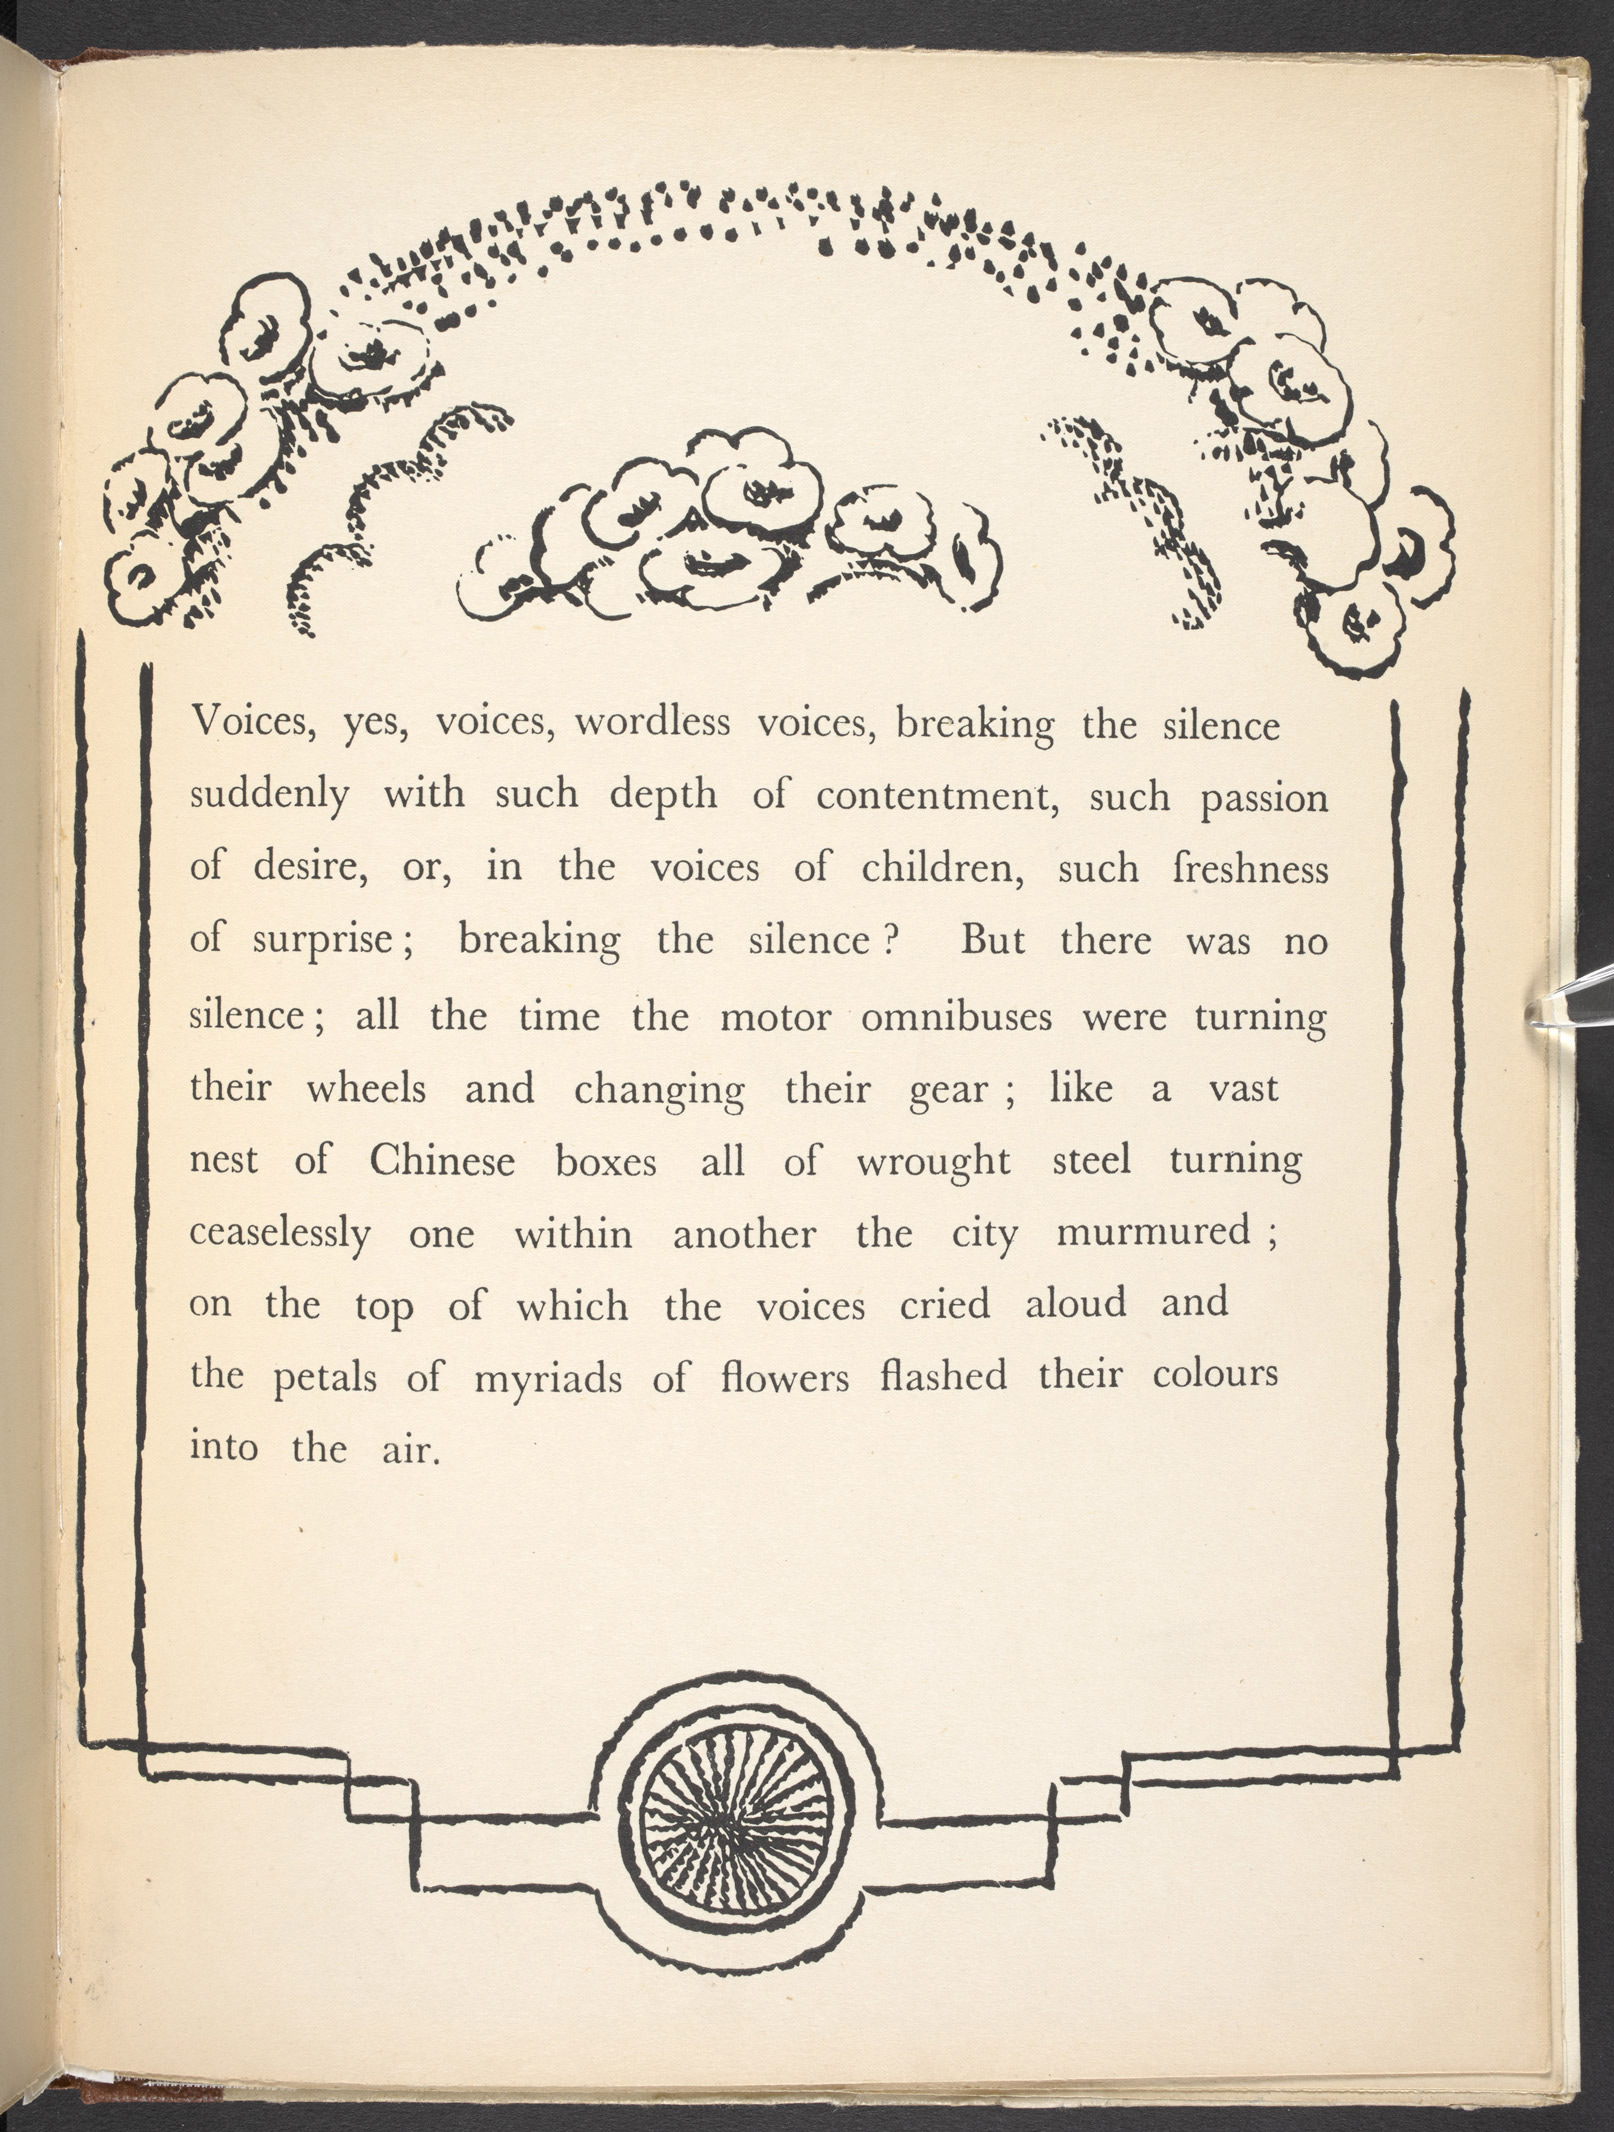 Voices, yes, voices, wordless voices, breaking the silence
suddenly with such depth of contentment, such passion
of desire, or, in the voices of children, such freshness
of surprise; breaking the silence? But there was no
silence; all the time the motor omnibuses were turning
their wheels and changing their gear; like a vast
nest of Chinese boxes all of wrought steel turning
ceaselessly one within another the city murmured;
on the top of which the voices cried aloud and
the petals of myriads of flowers flashed their colours
into the air.